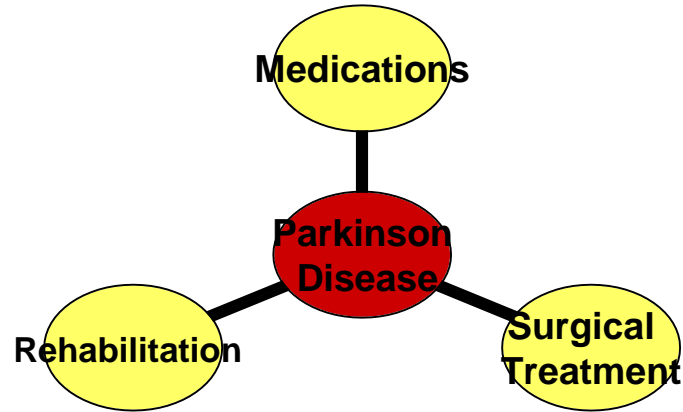 Medications
Parkinson
Disease
Rehabilitation
Surgical
Treatment